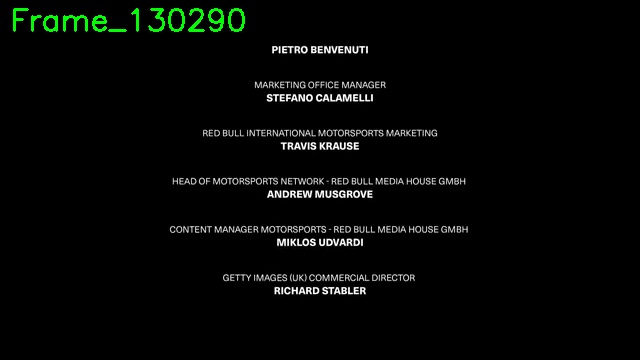 Frame_130290
PIETRO BENVENUTI
MARKETING OFFICE MANAGER
STEFANO CALAMELLI
RED BULL INTERNATIONAL MOTORSPORTS MARKETING
TRAVIS KRAUSE
HEAD OF MOTORSPORTS NETWORK - RED BULL MEDIA HOUSE GMBH
ANDREW MUSGROVE
CONTENT MANAGER MOTORSPORTS - RED BULL MEDIA HOUSE GMBH
MIKLOS UDVARDI
GETTY IMAGES (UK) COMMERCIAL DIRECTOR
RICHARD STABLER